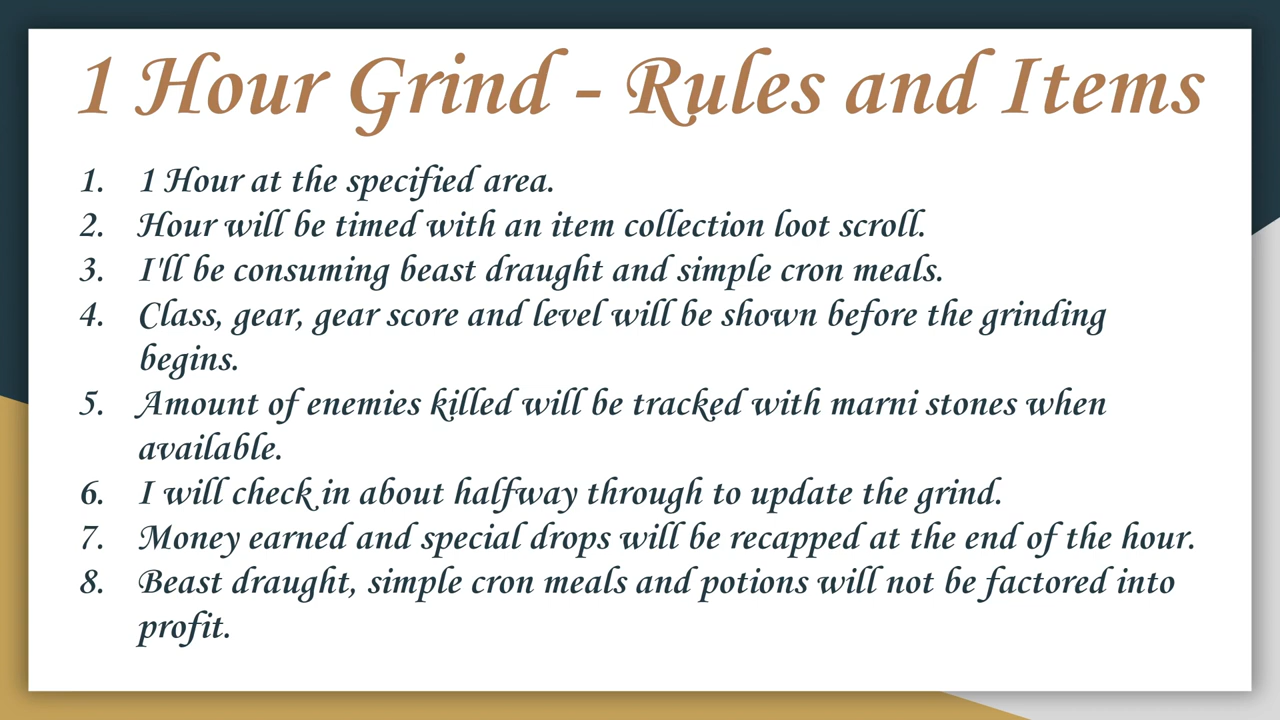 1 Hour Grind - Rules and Items
1. 1 Hour at the specified area.
2. Hour will be timed with an item collection loot scroll.
3. I'll be consuming beast draught and simple cron meals.
4. Class, gear, gear score and level will be shown before the grinding
begins.
5. Amount of enemies killed will be tracked with marni stones when
available.
6. I will check in about halfway through to update the grind.
7. Money earned and special drops will be recapped at the end of the hour.
8. Beast draught, simple cron meals and potions will not be factored into
profit.